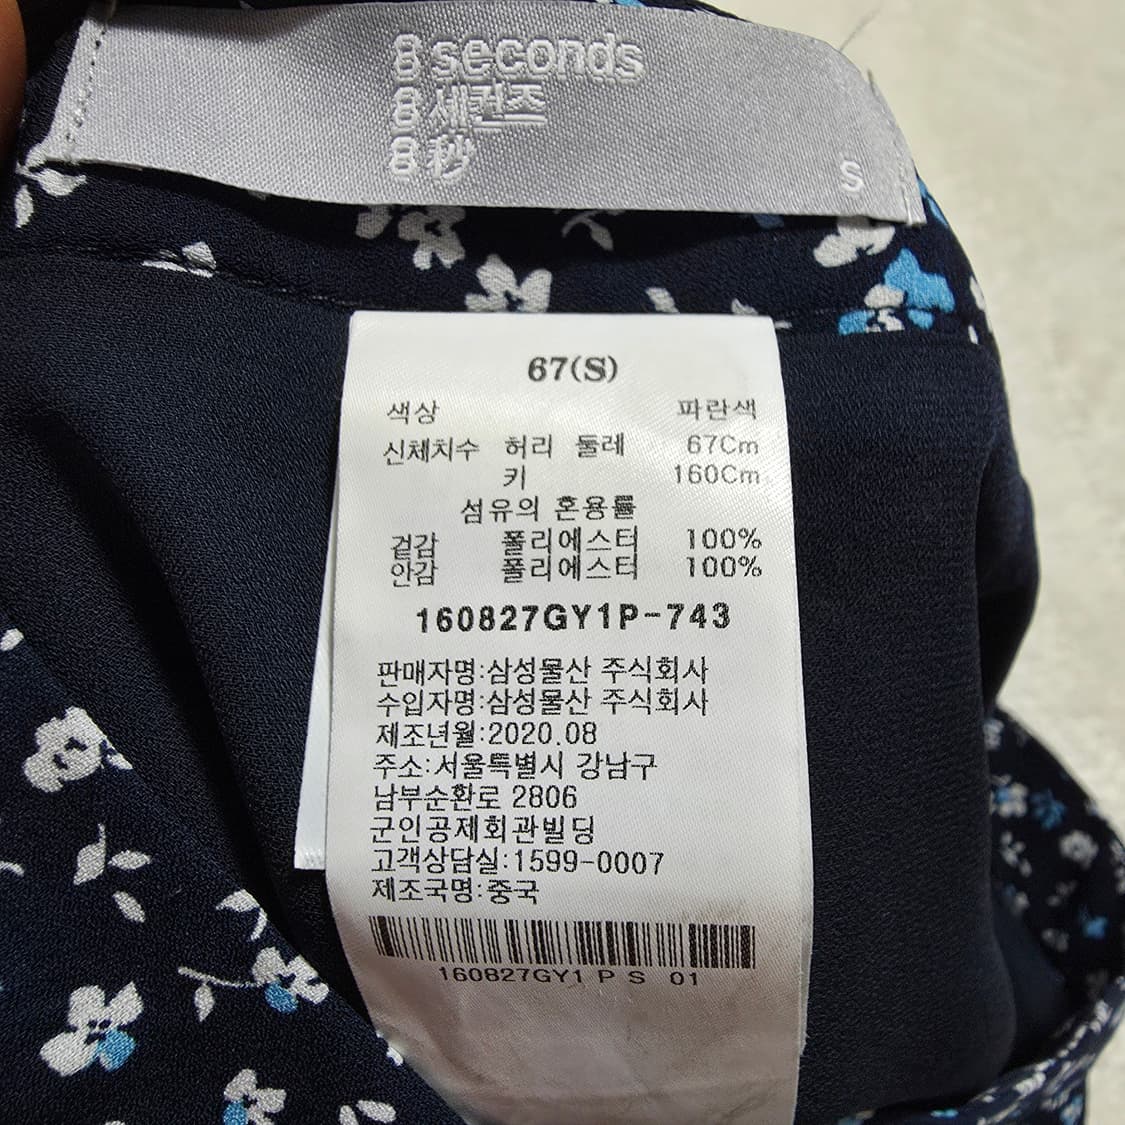 8 seconds
8 세컨즈
8 秒
S
67(S)
색상 파란색
신체치수 허리 둘레 67Cm
키 160Cm
섬유의 혼용률
겉감 폴리에스터 100%
안감 폴리에스터 100%
160827GY1P-743
판매자명:삼성물산 주식회사
수입자명:삼성물산 주식회사
제조년월:2020.08
주소:서울특별시 강남구
남부순환로 2806
군인공제회관빌딩
고객상담실:1599-0007
제조국명:중국
160827GY1 P S 01